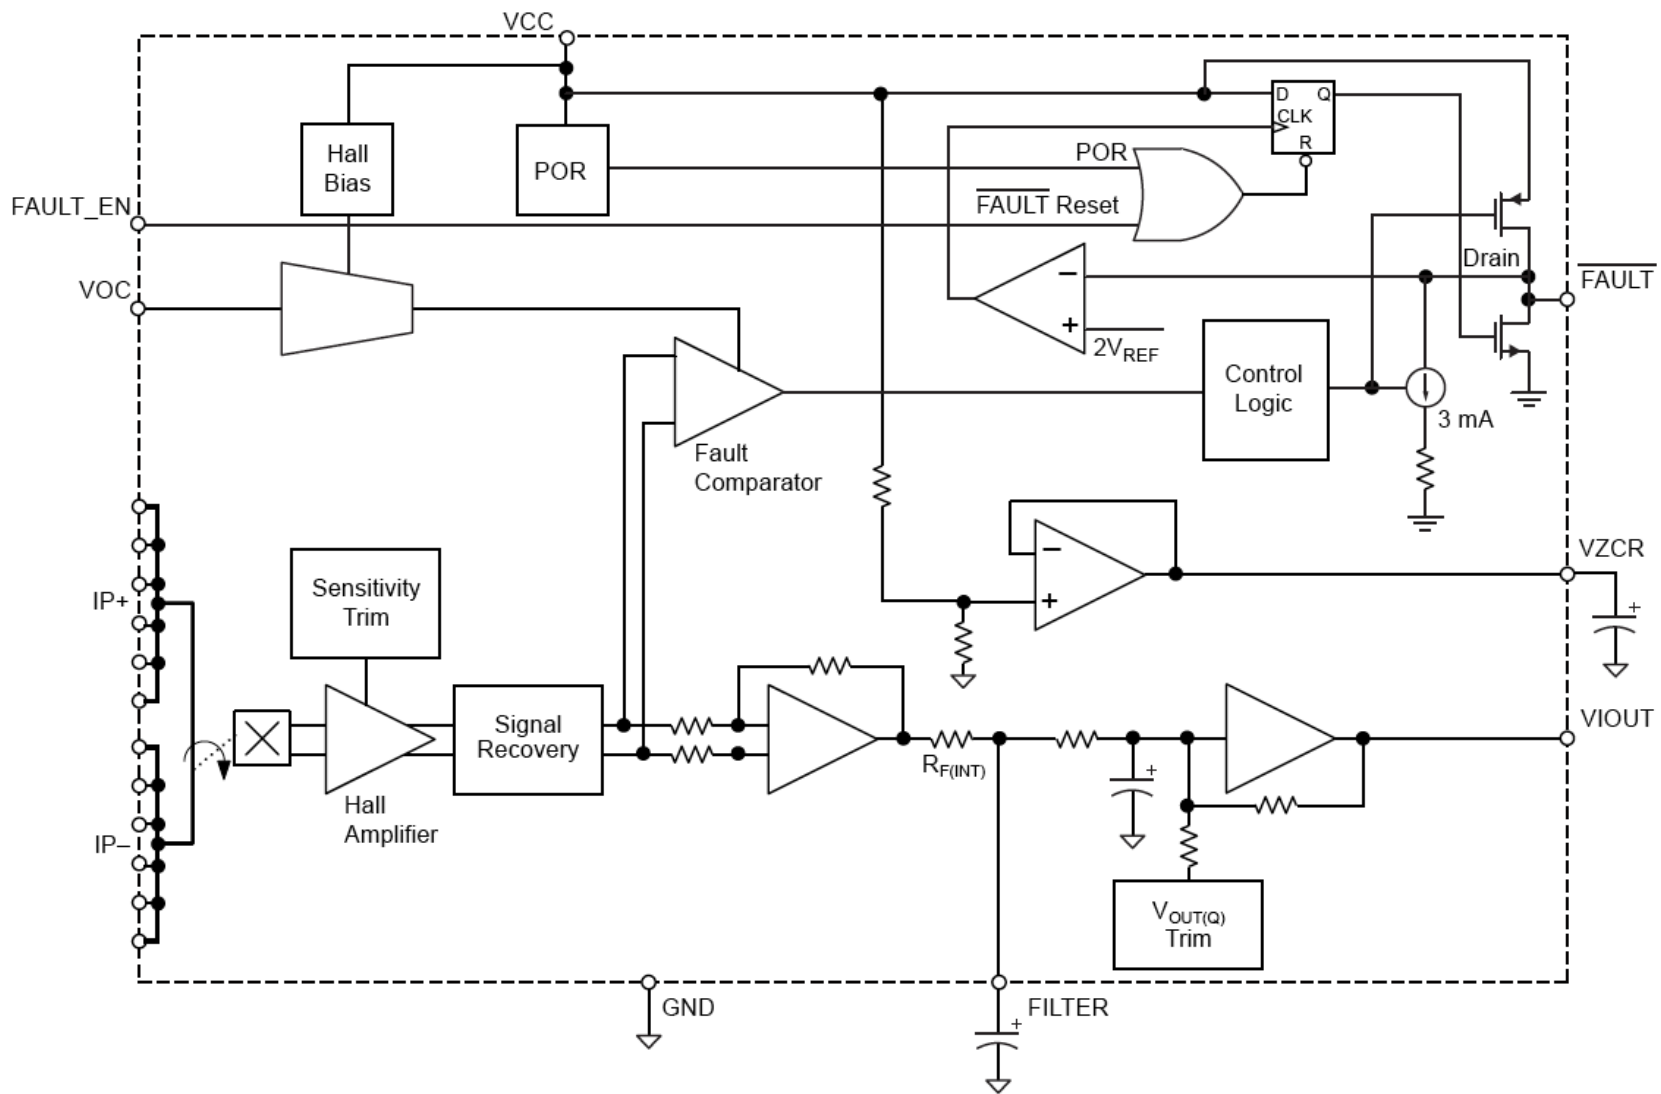 VCC
D Q
CLK
R
Hall
Bias
POR
POR
FAULT_EN
FAULT Reset
Drain
FAULT
VOC
−
+
2VREF
Control
Logic
3 mA
Fault
Comparator
VZCR
−
+
+
Sensitivity
Trim
IP+
Signal
Recovery
VIOUT
RF(INT)
+
Hall
Amplifier
IP–
VOUT(Q)
Trim
GND
FILTER
+